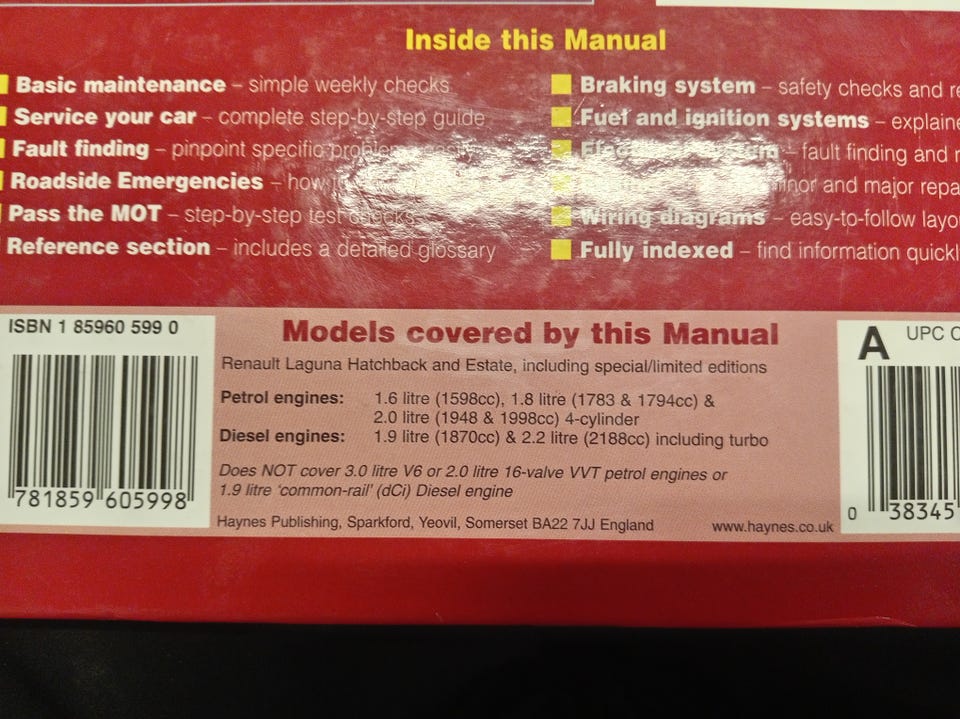 Inside this Manual
Basic maintenance – simple weekly checks
Service your car – complete step-by-step guide
Fault finding – pinpoint specific
Roadside Emergencies – how
Pass the MOT – step-by-step test checks
Reference section – includes a detailed glossary
Braking system – safety checks and
Fuel and ignition systems –
– fault finding and
and major
Wiring diagrams – easy-to-follow
Fully indexed – find information
ISBN 1 85960 599 0
781859 605998
Models covered by this Manual
Renault Laguna Hatchback and Estate, including special/limited editions
Petrol engines: 1.6 litre (1598cc), 1.8 litre (1783 & 1794cc) &
2.0 litre (1948 & 1998cc) 4-cylinder
Diesel engines: 1.9 litre (1870cc) & 2.2 litre (2188cc) including turbo
Does NOT cover 3.0 litre V6 or 2.0 litre 16-valve VVT petrol engines or
1.9 litre 'common-rail' (dCi) Diesel engine
Haynes Publishing, Sparkford, Yeovil, Somerset BA22 7JJ England www.haynes.co.uk
A UPC
0 38345